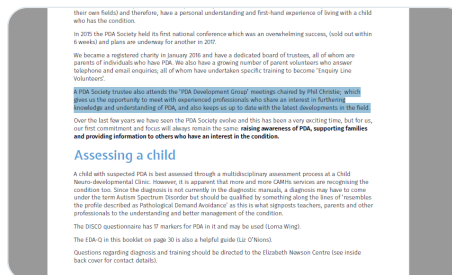 their own fields) and therefore, have a personal understanding and first-hand experience of living with a child
who has the condition.
In 2015 the PDA Society held its first national conference which was an overwhelming success, (sold out within
6 weeks) and plans are underway for another in 2017.
We became a registered charity in January 2016 and have a dedicated board of trustees, all of whom are
parents of individuals who have PDA. We also have a growing number of parent volunteers who answer
telephone and email enquiries; all of whom have undertaken specific training to become 'Enquiry Line
Volunteers'.
A PDA Society trustee also attends the 'PDA Development Group' meetings chaired by Phil Christie; which
gives us the opportunity to meet with experienced professionals who share an interest in furthering
knowledge and understanding of PDA, and also keeps us up to date with the latest developments in the field.
Over the last few years we have seen the PDA Society evolve and this has been a very exciting time, but for us,
our first commitment and focus will always remain the same: raising awareness of PDA, supporting families
and providing information to others who have an interest in the condition.
Assessing a child
A child with suspected PDA is best assessed through a multidisciplinary assessment process at a Child
Neuro-developmental Clinic. However, it is apparent that more and more CAMHs services are recognising the
condition too. Since the diagnosis is not currently in the diagnostic manuals, a diagnosis may have to come
under the term Autism Spectrum Disorder but should be qualified by something along the lines of 'resembles
the profile described as Pathological Demand Avoidance' as this is what signposts teachers, parents and other
professionals to the understanding and better management of the condition.
The DISCO questionnaire has 17 markers for PDA in it and may be used (Lorna Wing).
The EDA-Q in this booklet on page 30 is also a helpful guide (Liz O'Nions).
Questions regarding diagnosis and training should be directed to the Elizabeth Newson Centre (see inside
back cover for contact details).